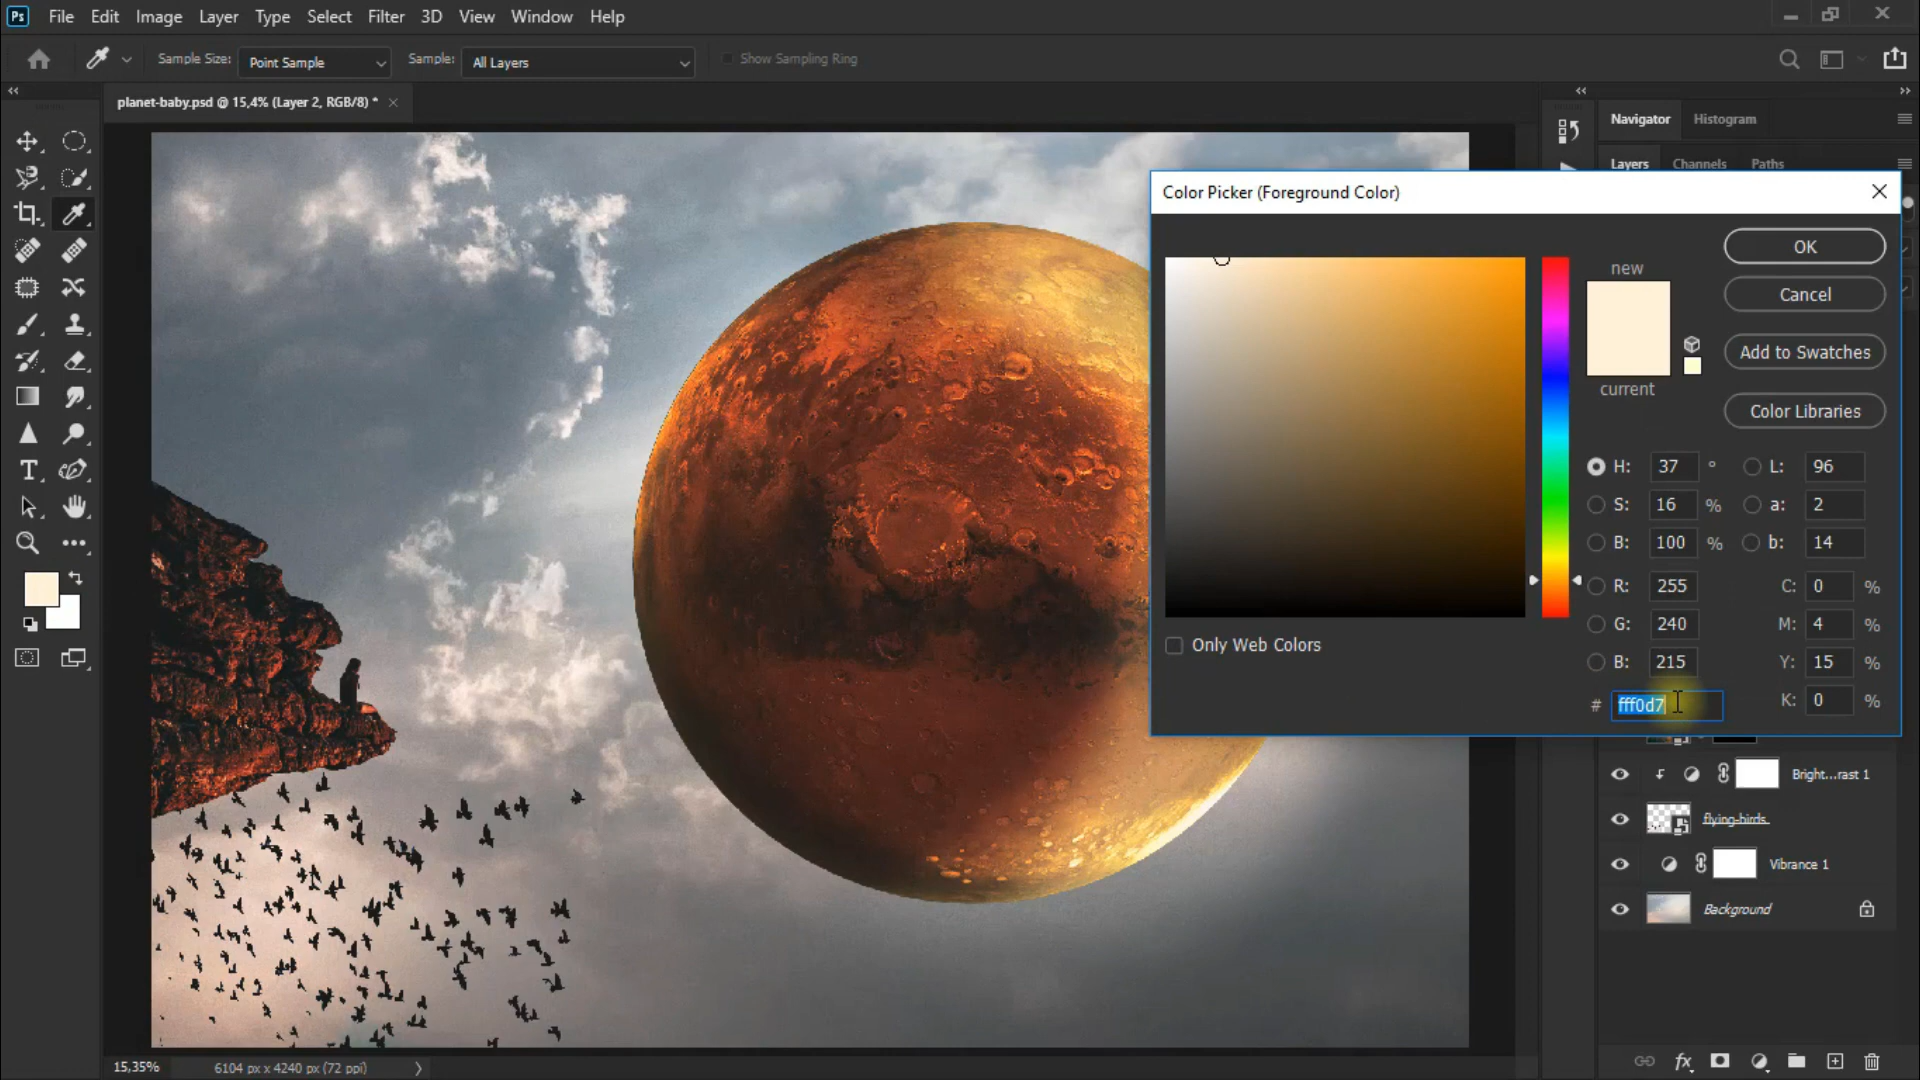 Ps File Edit Image Layer Type Select Filter 3D View Window Help
Sample Size: Point Sample Sample: All Layers Show Sampling Ring
planet-baby.psd @ 15,4% (Layer 2, RGB/8) *
Navigator Histogram
Layers Channels Paths
Color Picker (Foreground Color)
new
current
OK
Cancel
Add to Swatches
Color Libraries
H: 37 ° L: 96
S: 16 % a: 2
B: 100 % b: 14
R: 255 C: 0 %
G: 240 M: 4 %
B: 215 Y: 15 %
# fff0d7 K: 0 %
Only Web Colors
T
Bright...rast 1
flying-birds
Vibrance 1
Background
15,35% 6104 px x 4240 px (72 ppi)
fx